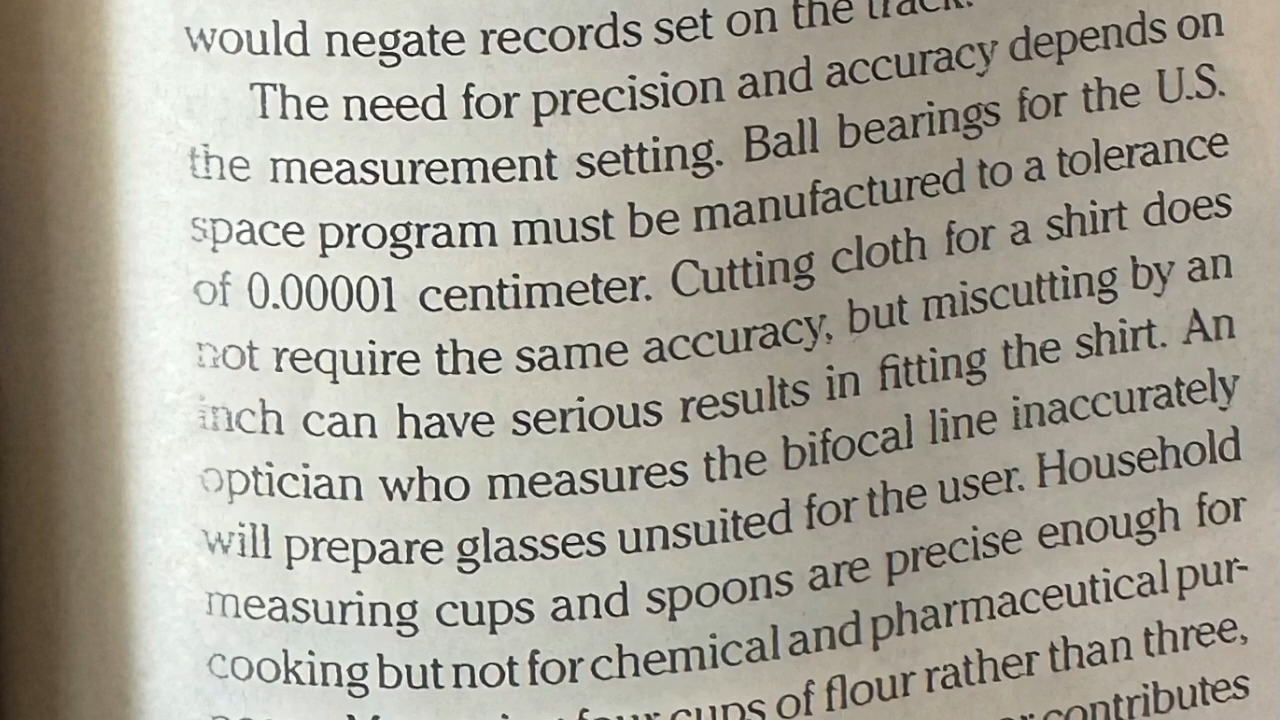 would negate records set on the track.
The need for precision and accuracy depends on
the measurement setting. Ball bearings for the U.S.
space program must be manufactured to a tolerance
of 0.00001 centimeter. Cutting cloth for a shirt does
not require the same accuracy, but miscutting by an
inch can have serious results in fitting the shirt. An
optician who measures the bifocal line inaccurately
will prepare glasses unsuited for the user. Household
measuring cups and spoons are precise enough for
cooking but not for chemical and pharmaceutical pur-
four cups of flour rather than three,
contributes